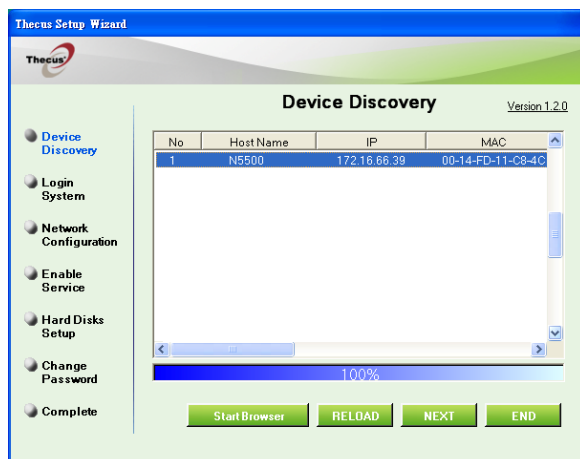 Thecus Setup Wizard
Thecus
Device Discovery
Version 1.2.0
Device
Discovery
Login
System
Network
Configuration
Enable
Service
Hard Disks
Setup
Change
Password
Complete
No Host Name IP MAC
1 N5500 172.16.66.39 00-14-FD-11-C8-4C
100%
Start Browser RELOAD NEXT END